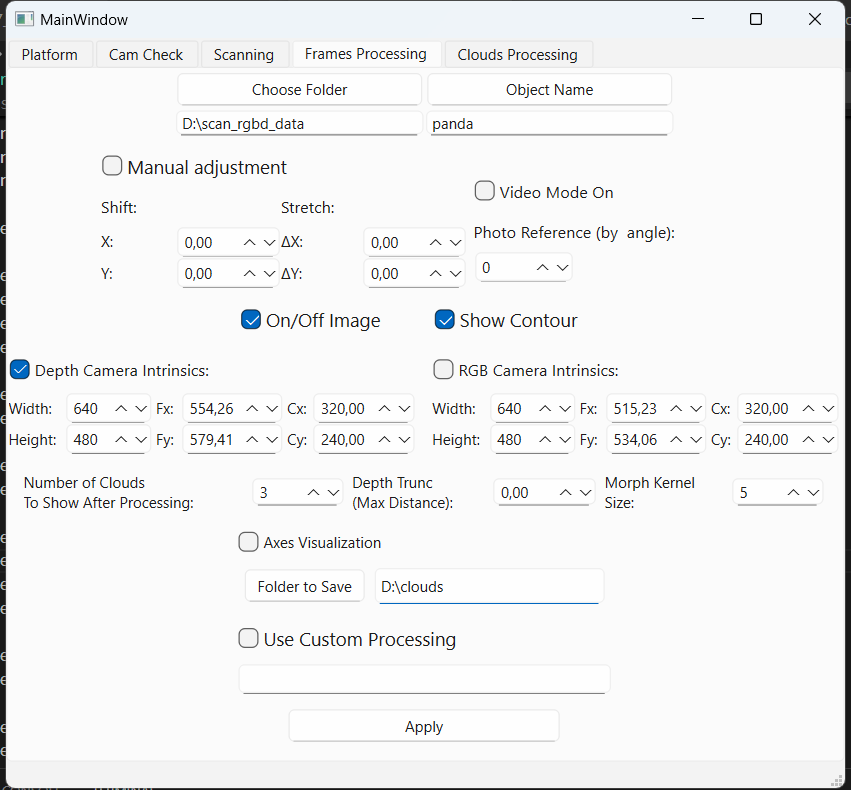 MainWindow
Platform Cam Check Scanning Frames Processing Clouds Processing
Choose Folder Object Name
D:\scan_rgbd_data panda
Manual adjustment
Video Mode On
Shift: Stretch:
Photo Reference (by angle):
X: 0,00 ΔX: 0,00
Y: 0,00 ΔY: 0,00
0
On/Off Image Show Contour
Depth Camera Intrinsics: RGB Camera Intrinsics:
Width: 640 Fx: 554,26 Cx: 320,00 Width: 640 Fx: 515,23 Cx: 320,00
Height: 480 Fy: 579,41 Cy: 240,00 Height: 480 Fy: 534,06 Cy: 240,00
Number of Clouds
To Show After Processing: 3
Depth Trunc
(Max Distance): 0,00
Morph Kernel
Size: 5
Axes Visualization
Folder to Save D:\clouds
Use Custom Processing
Apply